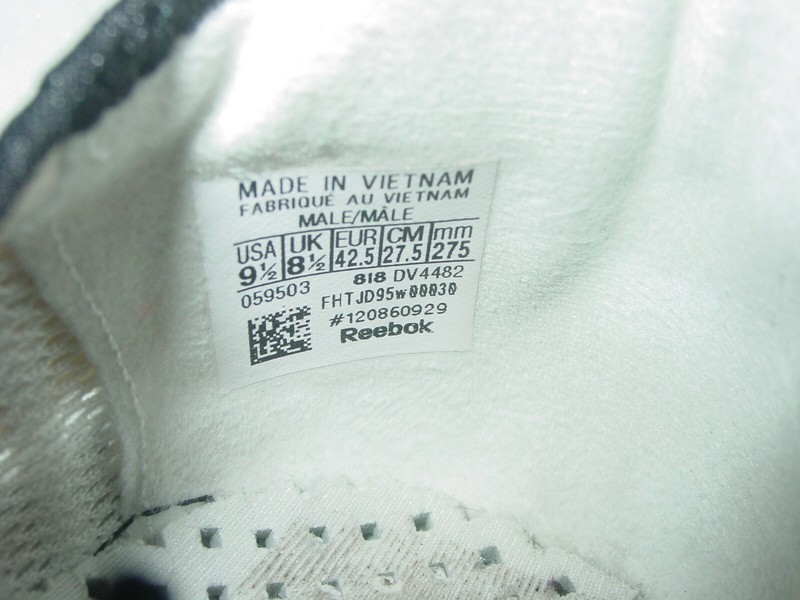 MADE IN VIETNAM
FABRIQUÉ AU VIETNAM
MALE/MÂLE
USA UK EUR CM mm
9½ 8½ 42.5 27.5 275
818 DV4482
059503 FHTJD95W00030
#120860929
Reebok